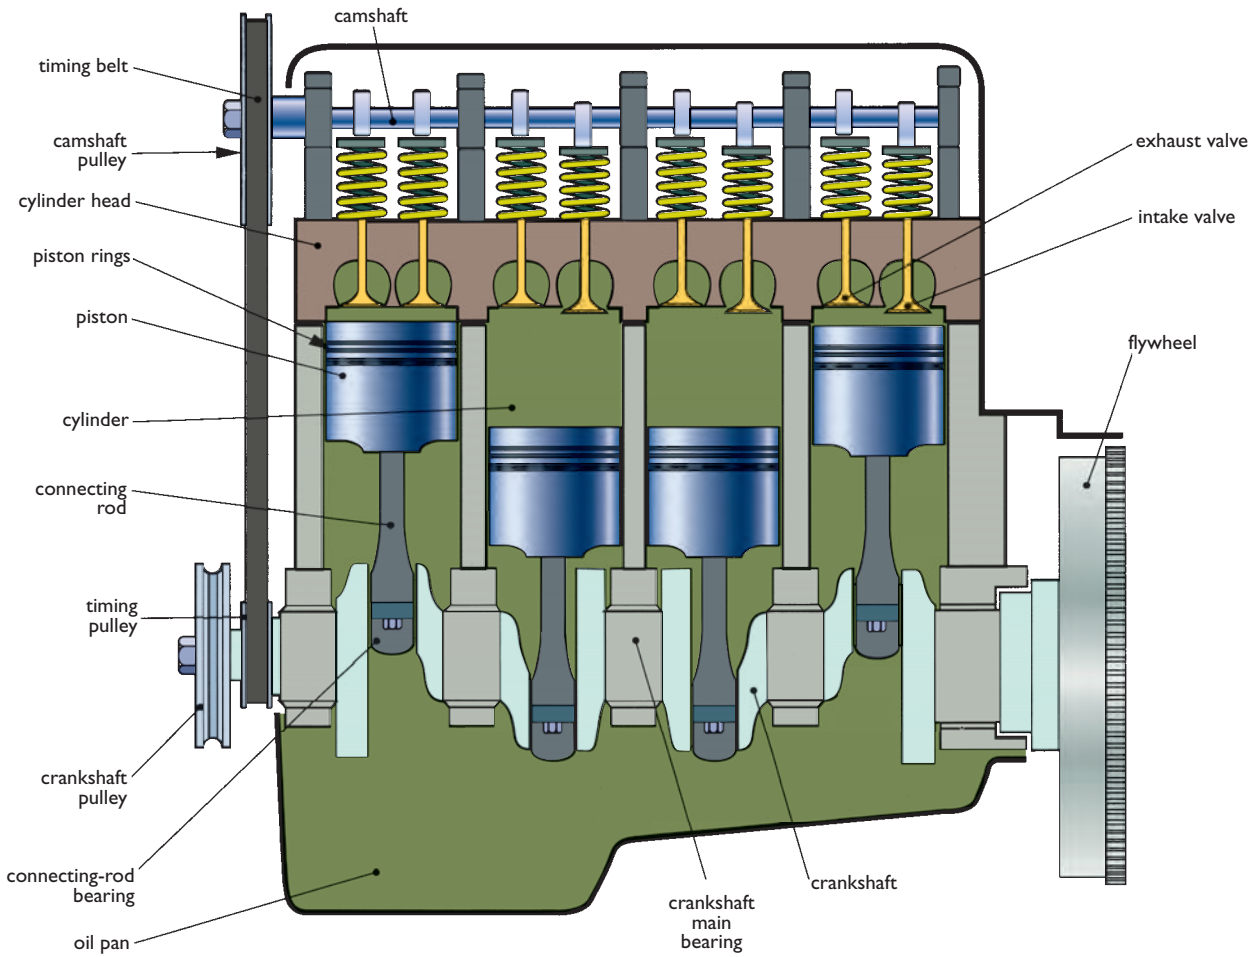 camshaft
timing belt
camshaft
pulley
cylinder head
piston rings
piston
cylinder
connecting
rod
timing
pulley
crankshaft
pulley
connecting-rod
bearing
oil pan
exhaust valve
intake valve
flywheel
crankshaft
crankshaft
main
bearing